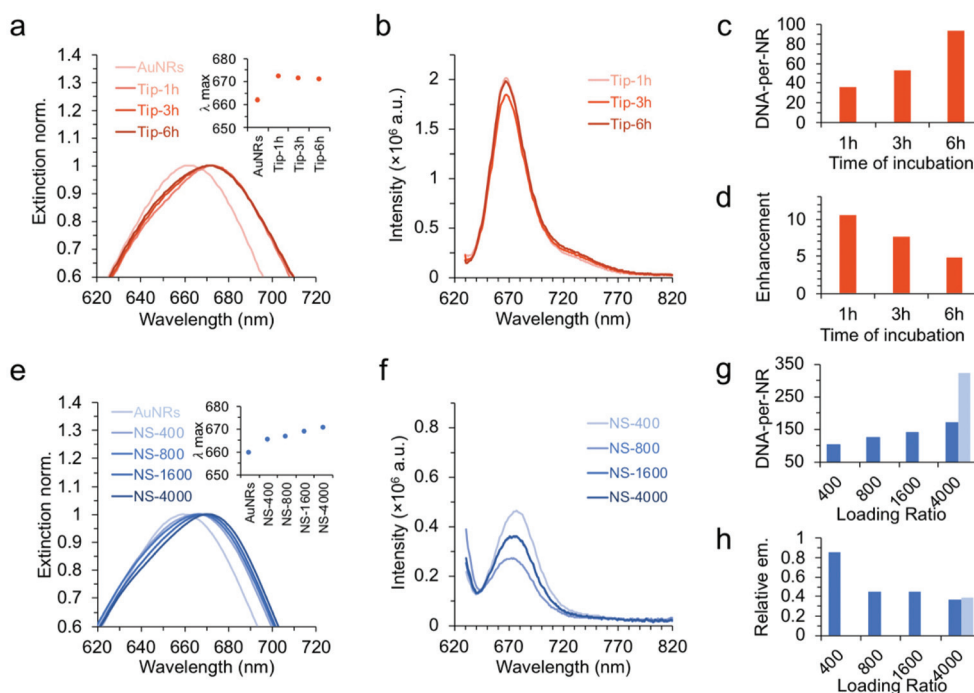 a
Extinction norm.
1.4
1.3
1.2
1.1
1
0.9
0.8
0.7
0.6
620 640 660 680 700 720
Wavelength (nm)
AuNRs
Tip-1h
Tip-3h
Tip-6h
λ max
680
670
660
650
AuNRs
Tip-1h
Tip-3h
Tip-6h
b
Intensity (×10⁶ a.u.)
2
1.5
1
0.5
0
620 670 720 770 820
Wavelength (nm)
Tip-1h
Tip-3h
Tip-6h
c
DNA-per-NR
100
80
60
40
20
0
1h 3h 6h
Time of incubation
d
Enhancement
10
5
0
1h 3h 6h
Time of incubation
e
Extinction norm.
1.4
1.3
1.2
1.1
1
0.9
0.8
0.7
0.6
620 640 660 680 700 720
Wavelength (nm)
AuNRs
NS-400
NS-800
NS-1600
NS-4000
λ max
680
670
660
650
AuNRs
NS-400
NS-800
NS-1600
NS-4000
f
Intensity (×10⁶ a.u.)
0.8
0.6
0.4
0.2
0
620 670 720 770 820
Wavelength (nm)
NS-400
NS-800
NS-1600
NS-4000
g
DNA-per-NR
350
250
150
50
400 800 1600 4000
Loading Ratio
h
Relative em.
1
0.8
0.6
0.4
0.2
0
400 800 1600 4000
Loading Ratio